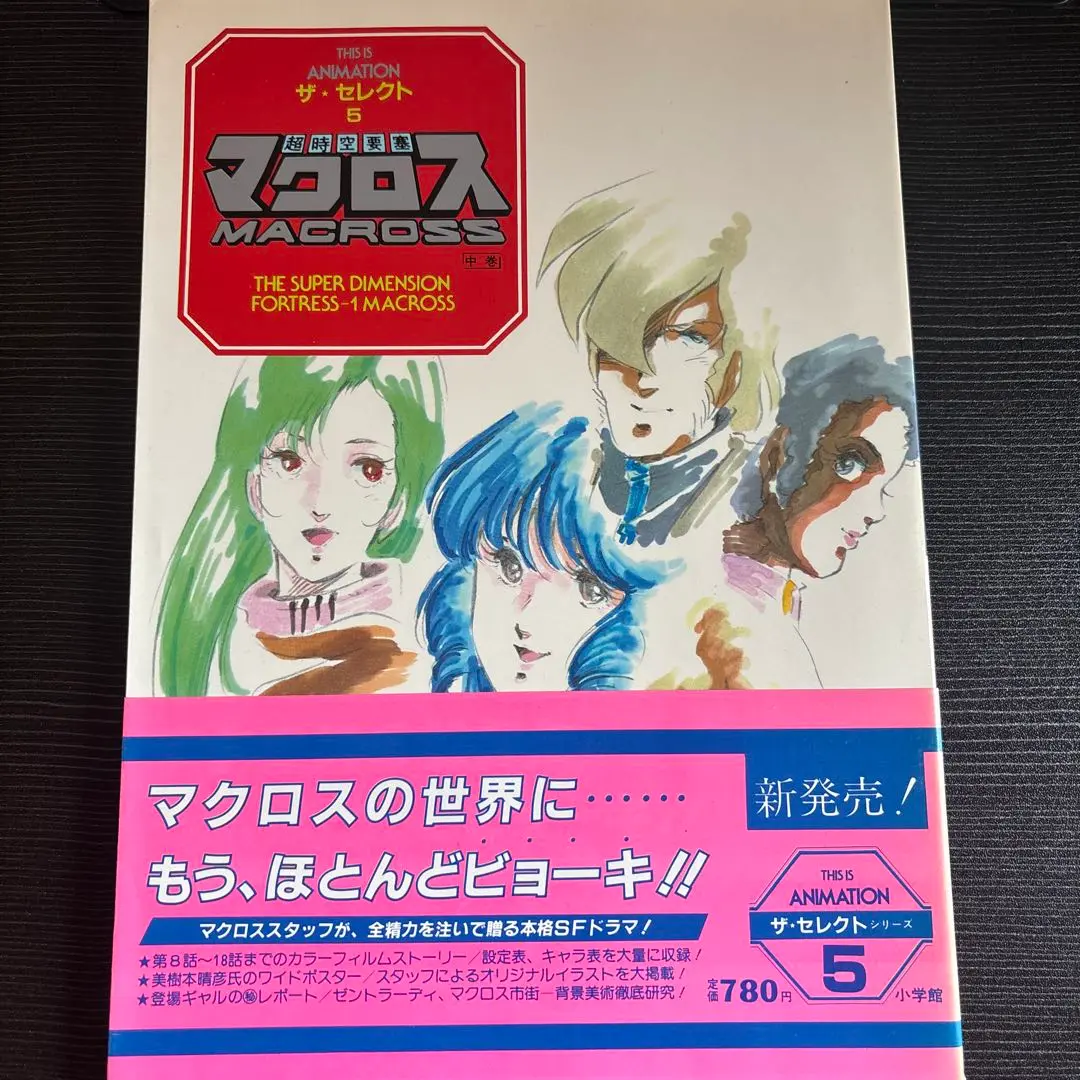 THIS IS
ANIMATION
ザ★セレクト
5
超時空要塞
マクロス
MACROSS
中巻
THE SUPER DIMENSION
FORTRESS-1 MACROSS
マクロスの世界に……
もう、ほとんどビョーキ!!
新発売!
マクロススタッフが、全精力を注いで贈る本格SFドラマ!
★第8話〜18話までのカラーフィルムストーリー/設定表、キャラ表を大量に収録!
★美樹本晴彦氏のワイドポスター/スタッフによるオリジナルイラストを大掲載!
★登場ギャルの㊙レポート/ゼントラーディ、マクロス市街—背景美術徹底研究!
THIS IS
ANIMATION
ザ★セレクトシリーズ
5
定価780円
小学館